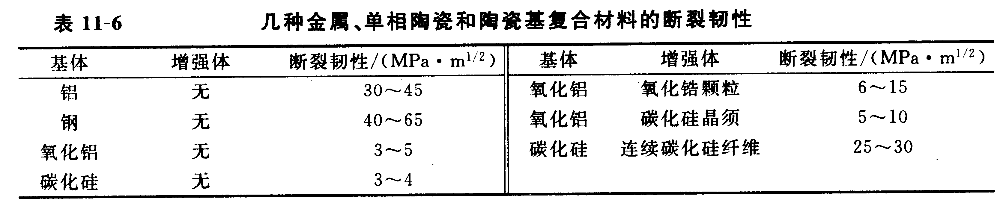 表 11-6 几种金属、单相陶瓷和陶瓷基复合材料的断裂韧性
基体 增强体 断裂韧性/(MPa·m1/2) 基体 增强体 断裂韧性/(MPa·m1/2)
铝 无 30～45 氧化铝 氧化锆颗粒 6～15
钢 无 40～65 氧化铝 碳化硅晶须 5～10
氧化铝 无 3～5 碳化硅 连续碳化硅纤维 25～30
碳化硅 无 3～4